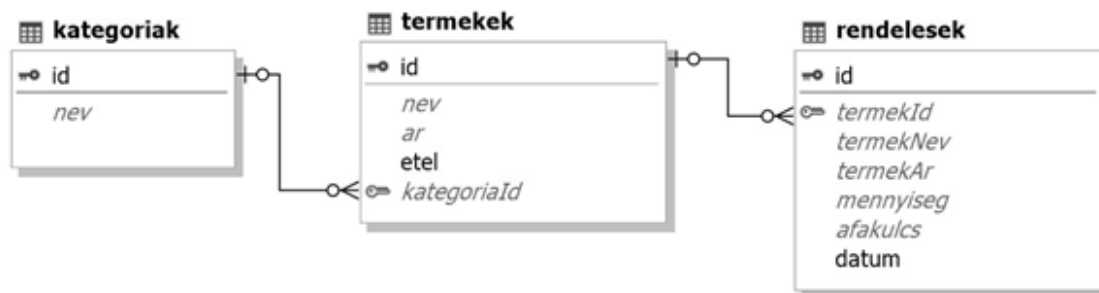 kategoriak
id
nev
termekek
id
nev
ar
etel
kategoriaId
rendelesek
id
termekId
termekNev
termekAr
mennyiseg
afakulcs
datum